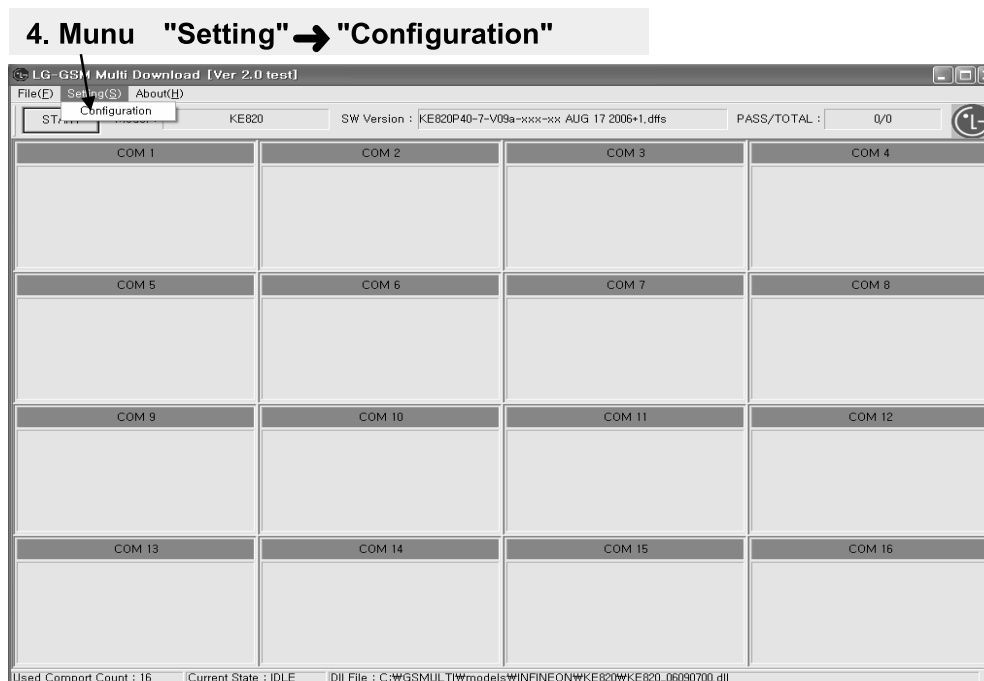 4. Munu "Setting" → "Configuration"
LG-GSM Multi Download [Ver 2.0 test]
File(F) Setting(S) About(H)
Configuration
KE820 SW Version : KE820P40-7-V09a-xxx-xx AUG 17 2006+1.dffs PASS/TOTAL : 0/0
COM 1 COM 2 COM 3 COM 4
COM 5 COM 6 COM 7 COM 8
COM 9 COM 10 COM 11 COM 12
COM 13 COM 14 COM 15 COM 16
Used Comport Count : 16 Current State : IDLE Dll File : C:₩GSMULTI₩models₩INFINEON₩KE820₩KE820_06090700.dll